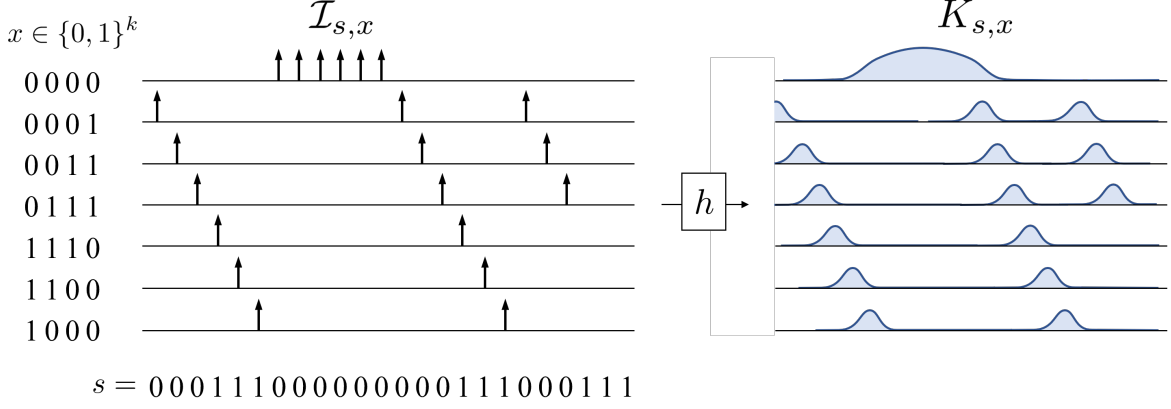 x ∈ {0,1}^k
𝓘_{s,x}
K_{s,x}
0 0 0 0
0 0 0 1
0 0 1 1
0 1 1 1
1 1 1 0
1 1 0 0
1 0 0 0
h
s = 0 0 0 1 1 1 0 0 0 0 0 0 0 0 0 1 1 1 0 0 0 1 1 1